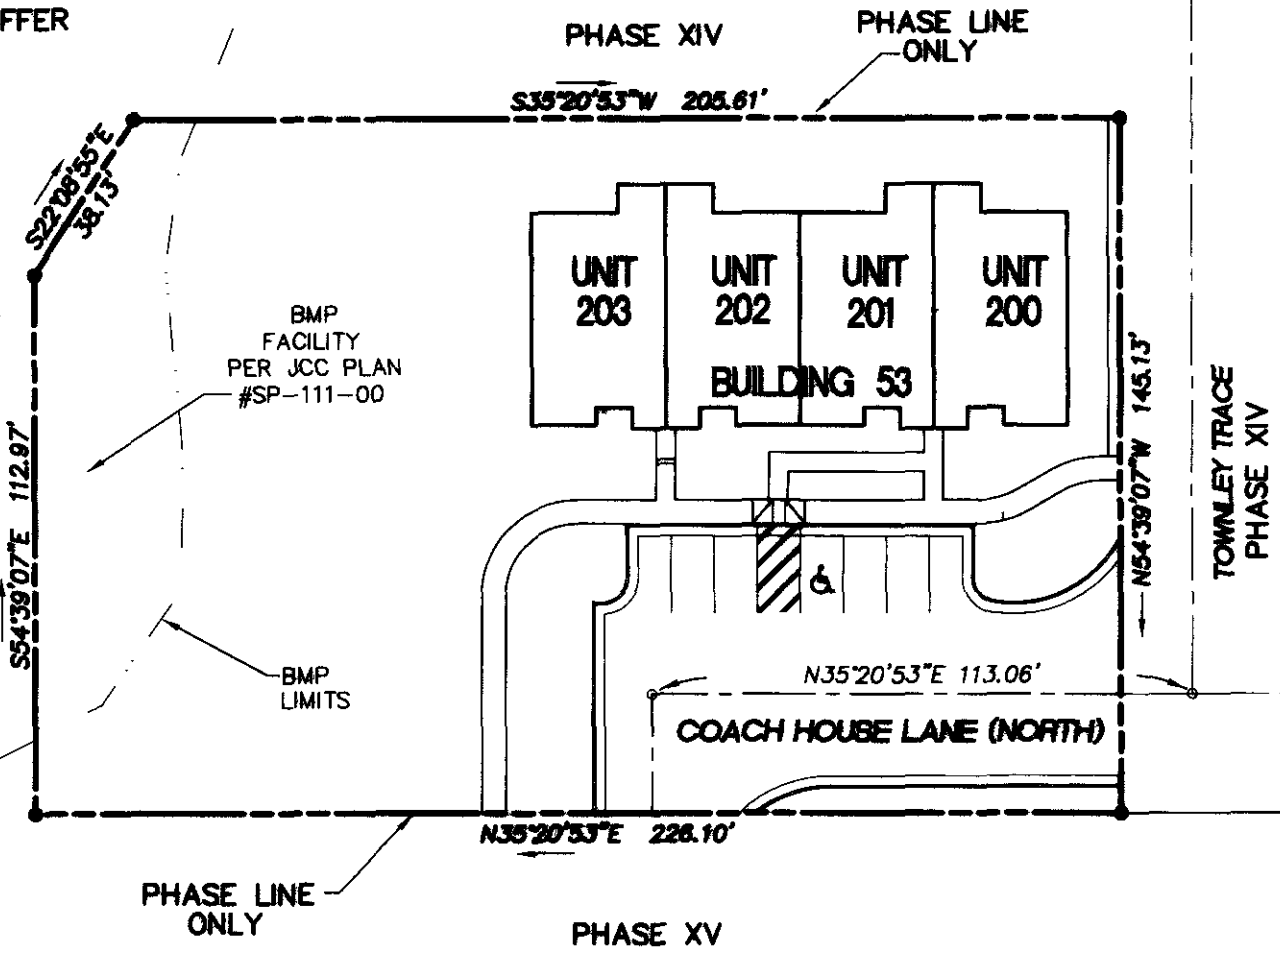 FFER
PHASE XIV
PHASE LINE
ONLY
S35°20'53"W 205.61'
S22°08'55"E
38.13'
UNIT
203
UNIT
202
UNIT
201
UNIT
200
BUILDING 53
BMP
FACILITY
PER JCC PLAN
#SP-111-00
S54°39'07"E 112.97'
N54°39'07"W 145.13'
TOWNLEY TRACE
PHASE XIV
BMP
LIMITS
N35°20'53"E 113.06'
COACH HOUSE LANE (NORTH)
N35°20'53"E 226.10'
PHASE LINE
ONLY
PHASE XV